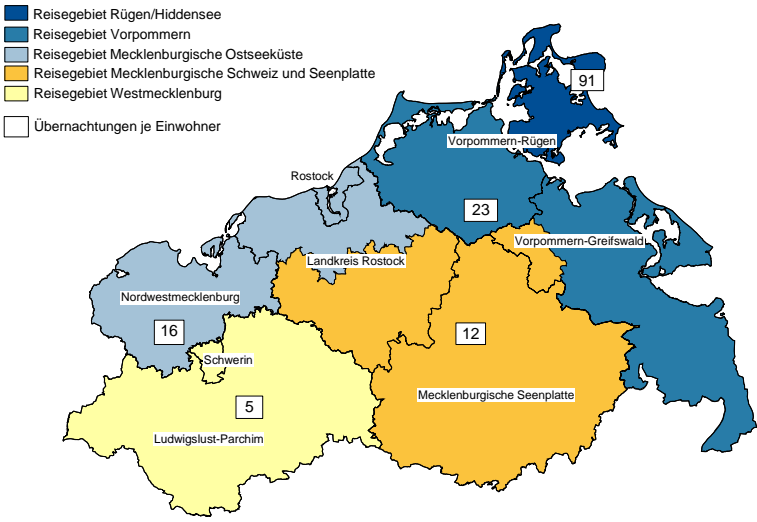 Reisegebiet Rügen/Hiddensee
Reisegebiet Vorpommern
Reisegebiet Mecklenburgische Ostseeküste
Reisegebiet Mecklenburgische Schweiz und Seenplatte
Reisegebiet Westmecklenburg
Übernachtungen je Einwohner
91
Vorpommern-Rügen
Rostock
23
Vorpommern-Greifswald
Landkreis Rostock
Nordwestmecklenburg
16
12
Schwerin
Mecklenburgische Seenplatte
5
Ludwigslust-Parchim